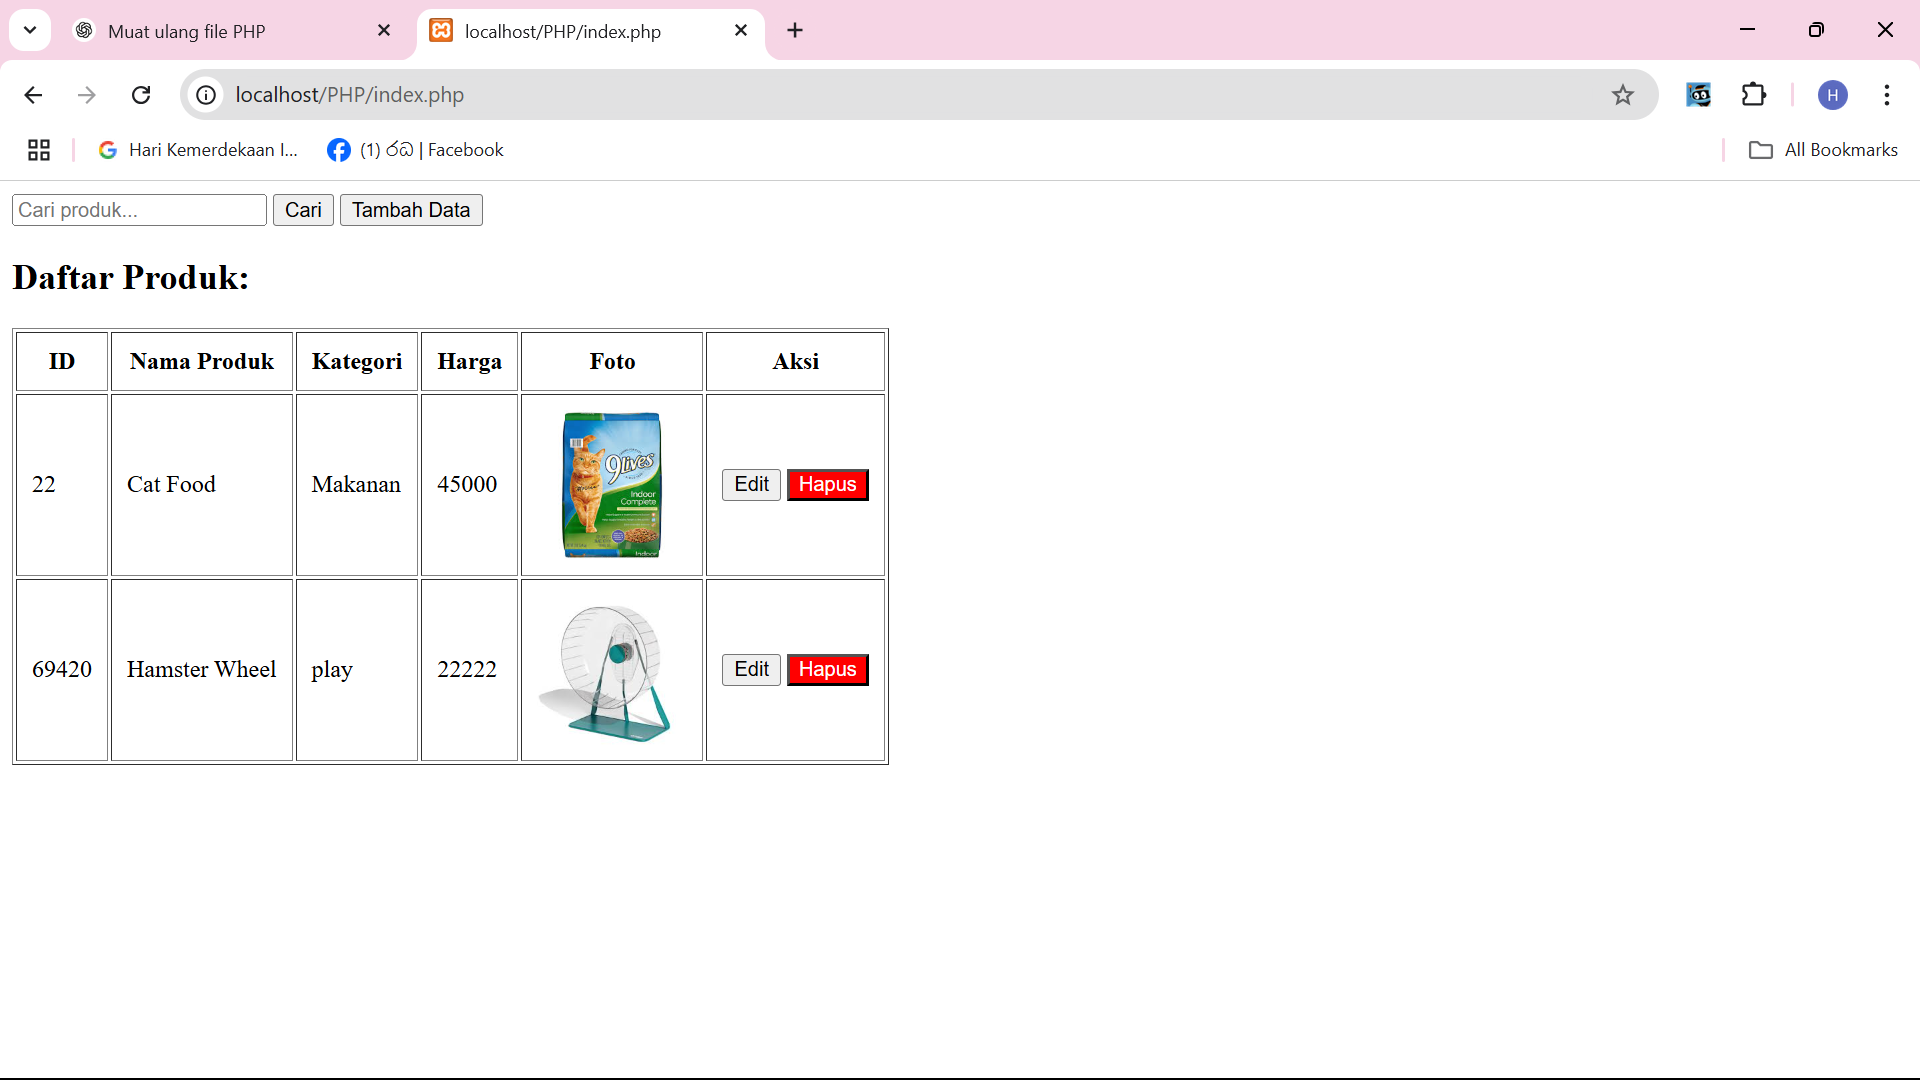 Muat ulang file PHP
localhost/PHP/index.php
localhost/PHP/index.php
H
Hari Kemerdekaan I...
(1) රධ | Facebook
All Bookmarks
Cari produk...
Cari
Tambah Data
Daftar Produk:
ID
Nama Produk
Kategori
Harga
Foto
Aksi
22
Cat Food
Makanan
45000
9Lives
Indoor
Complete
Indoor
Edit
Hapus
69420
Hamster Wheel
play
22222
Edit
Hapus